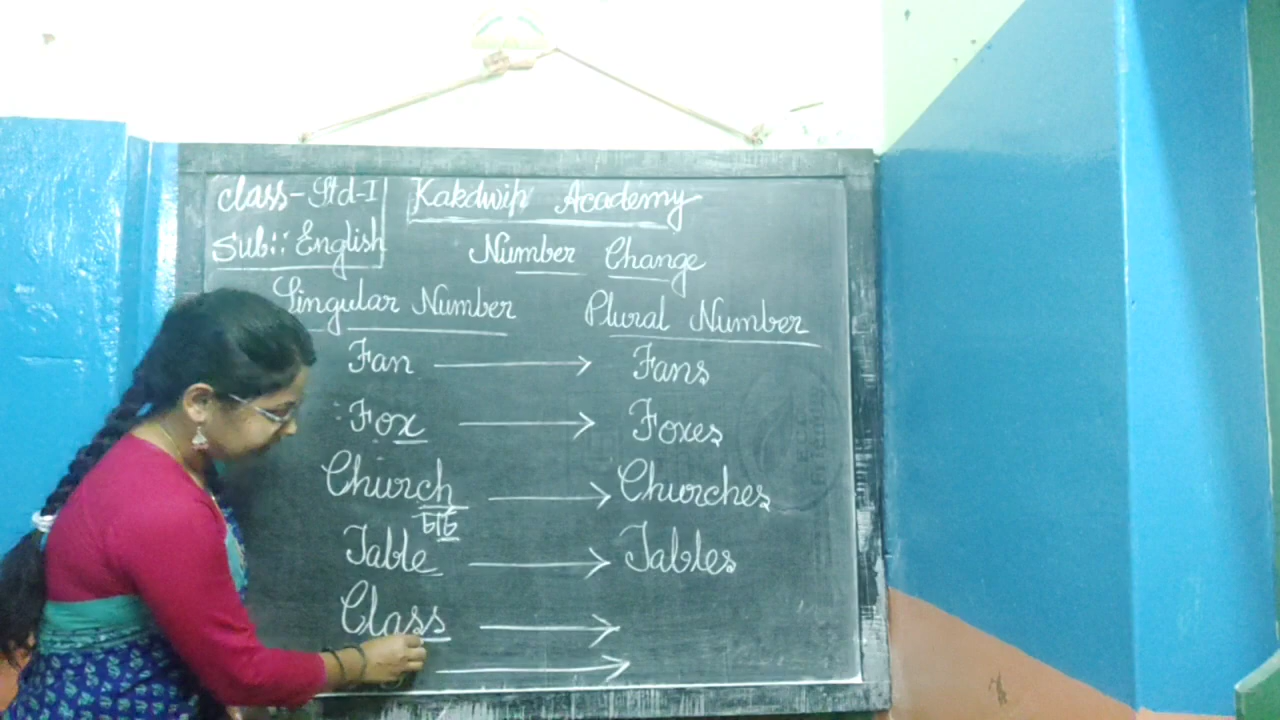 Class-Std-I Kakdwip Academy
Sub:: English Number Change
Singular Number Plural Number
Fan → Fans
Fox → Foxes
Church → Churches
চাচ
Table → Tables
Class →
→